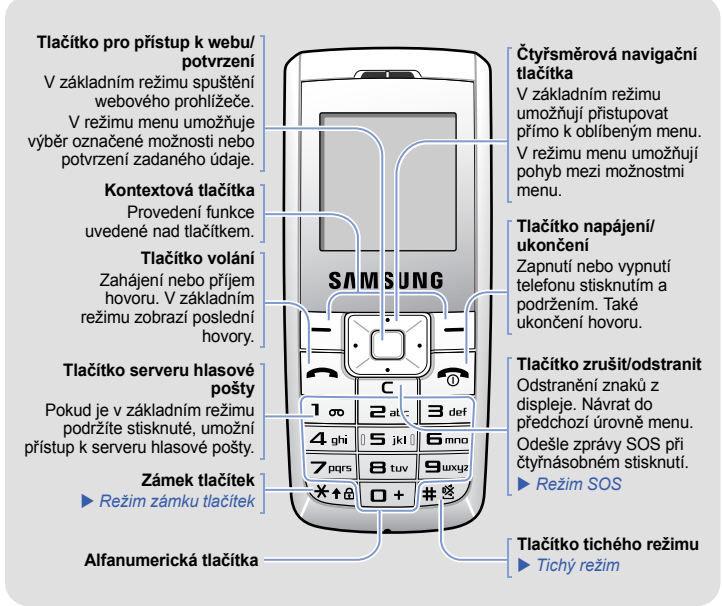 Tlačítko pro přístup k webu/
potvrzení
V základním režimu spuštění
webového prohlížeče.
V režimu menu umožňuje
výběr označené možnosti nebo
potvrzení zadaného údaje.
Kontextová tlačítka
Provedení funkce
uvedené nad tlačítkem.
Tlačítko volání
Zahájení nebo příjem
hovoru. V základním
režimu zobrazí poslední
hovory.
Tlačítko serveru hlasové
pošty
Pokud je v základním režimu
podržíte stisknuté, umožní
přístup k serveru hlasové pošty.
Zámek tlačítek
▶ Režim zámku tlačítek
Alfanumerická tlačítka
SAMSUNG
C
1
2 abc
3 def
4 ghi
5 jkl
6 mno
7 pqrs
8 tuv
9 wxyz
0 +
#
Čtyřsměrová navigační
tlačítka
V základním režimu
umožňují přistupovat
přímo k oblíbeným menu.
V režimu menu umožňují
pohyb mezi možnostmi
menu.
Tlačítko napájení/
ukončení
Zapnutí nebo vypnutí
telefonu stisknutím a
podržením. Také
ukončení hovoru.
Tlačítko zrušit/odstranit
Odstranění znaků z
displeje. Návrat do
předchozí úrovně menu.
Odešle zprávy SOS při
čtyřnásobném stisknutí.
▶ Režim SOS
Tlačítko tichého režimu
▶ Tichý režim